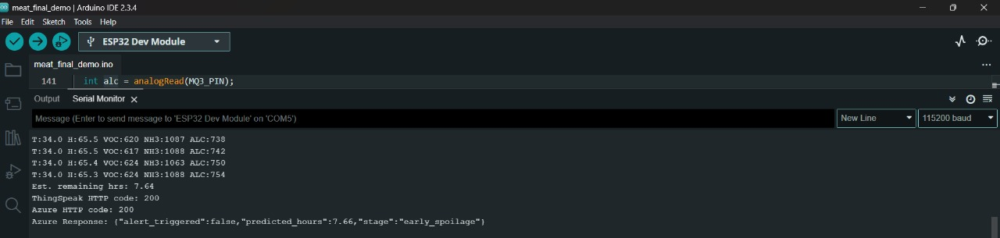 meat_final_demo | Arduino IDE 2.3.4
File Edit Sketch Tools Help
ESP32 Dev Module
meat_final_demo.ino
141 int alc = analogRead(MQ3_PIN);
Output Serial Monitor
Message (Enter to send message to 'ESP32 Dev Module' on 'COM5')
New Line
115200 baud
T:34.0 H:65.5 VOC:620 NH3:1087 ALC:738
T:34.0 H:65.5 VOC:617 NH3:1088 ALC:742
T:34.0 H:65.4 VOC:624 NH3:1063 ALC:750
T:34.0 H:65.3 VOC:624 NH3:1088 ALC:754
Est. remaining hrs: 7.64
ThingSpeak HTTP code: 200
Azure HTTP code: 200
Azure Response: {"alert_triggered":false,"predicted_hours":7.66,"stage":"early_spoilage"}